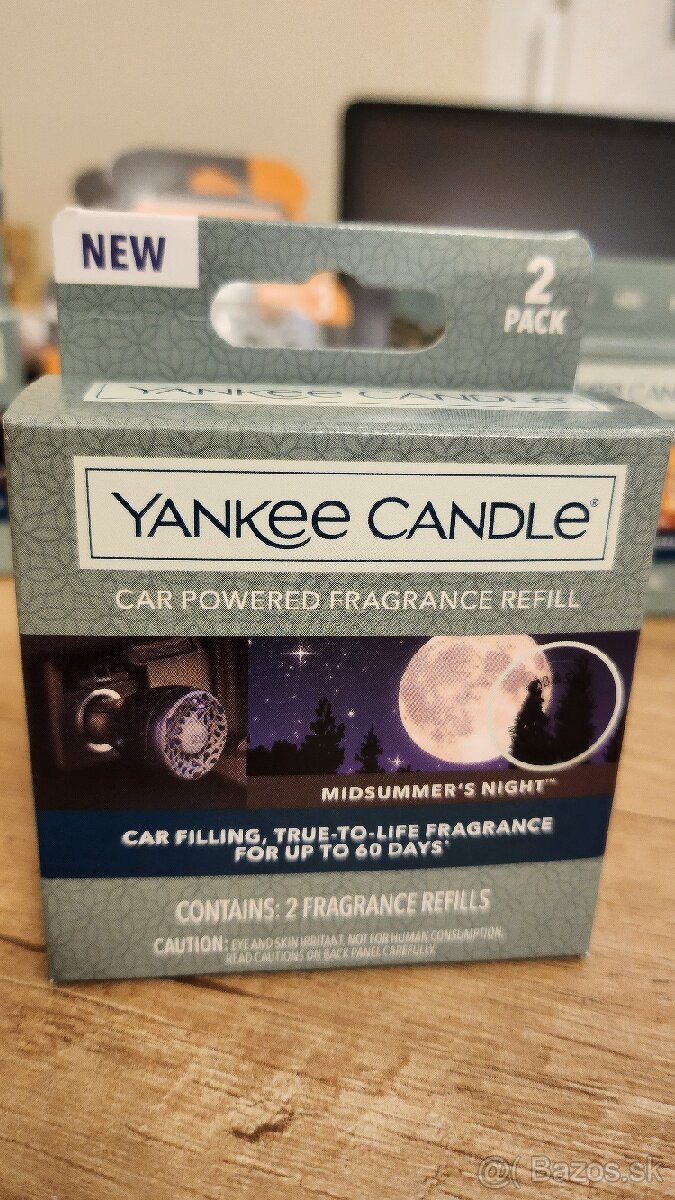 NEW
2
PACK
YANKEE CANDLE
YANKEE CANDLE®
CAR POWERED FRAGRANCE REFILL
MIDSUMMER'S NIGHT™
CAR FILLING, TRUE-TO-LIFE FRAGRANCE
FOR UP TO 60 DAYS*
CONTAINS: 2 FRAGRANCE REFILLS
CAUTION: EYE AND SKIN IRRITANT. NOT FOR HUMAN CONSUMPTION.
READ CAUTIONS ON BACK PANEL CAREFULLY.
@( Bazos.sk